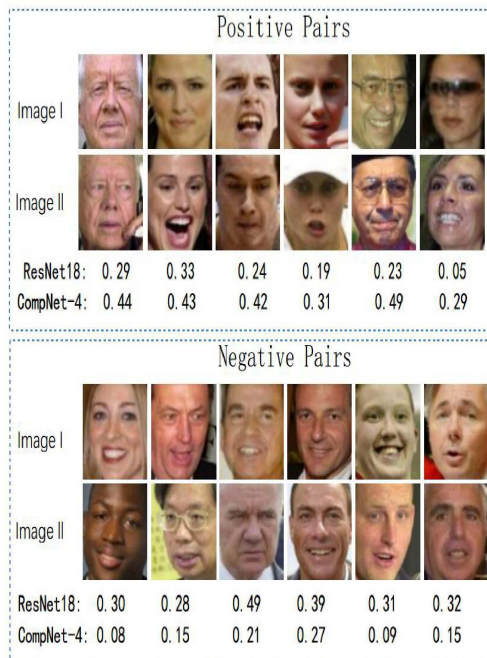 Positive Pairs
Image I
Image II
ResNet18: 0.29 0.33 0.24 0.19 0.23 0.05
CompNet-4: 0.44 0.43 0.42 0.31 0.49 0.29
Negative Pairs
Image I
Image II
ResNet18: 0.30 0.28 0.49 0.39 0.31 0.32
CompNet-4: 0.08 0.15 0.21 0.27 0.09 0.15